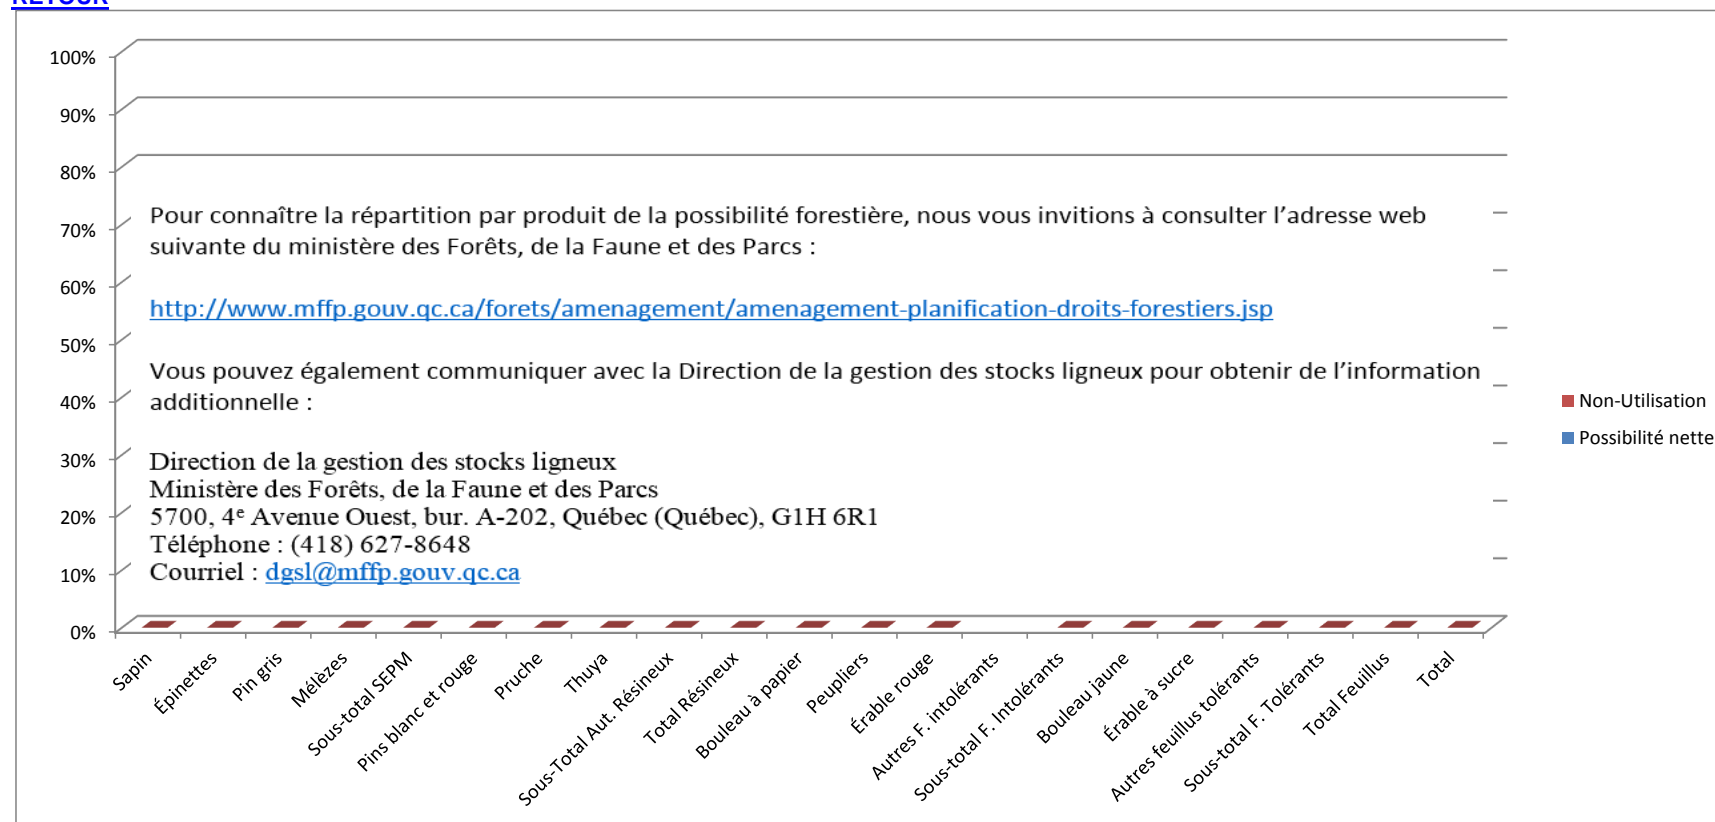 RETOUR
100%
90%
80%
70%
60%
50%
40%
30%
20%
10%
0%
Pour connaître la répartition par produit de la possibilité forestière, nous vous invitions à consulter l'adresse web
suivante du ministère des Forêts, de la Faune et des Parcs :
http://www.mffp.gouv.qc.ca/forets/amenagement/amenagement-planification-droits-forestiers.jsp
Vous pouvez également communiquer avec la Direction de la gestion des stocks ligneux pour obtenir de l'information
additionnelle :
Direction de la gestion des stocks ligneux
Ministère des Forêts, de la Faune et des Parcs
5700, 4e Avenue Ouest, bur. A-202, Québec (Québec), G1H 6R1
Téléphone : (418) 627-8648
Courriel : dgsl@mffp.gouv.qc.ca
Non-Utilisation
Possibilité nette
Sapin
Épinettes
Pin gris
Mélèzes
Sous-total SEPM
Pins blanc et rouge
Pruche
Thuya
Sous-Total Aut. Résineux
Total Résineux
Bouleau à papier
Peupliers
Érable rouge
Autres F. intolérants
Sous-total F. Intolérants
Bouleau jaune
Érable à sucre
Autres feuillus tolérants
Sous-total F. Tolérants
Total Feuillus
Total